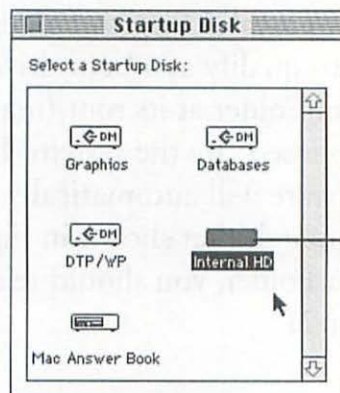 Startup Disk
Select a Startup Disk:
DM DM
Graphics Databases
DM
DTP/WP Internal HD
Mac Answer Book